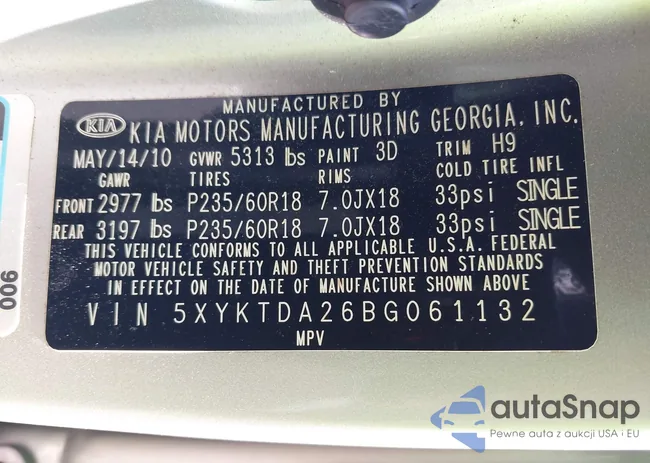 MANUFACTURED BY
KIA KIA MOTORS MANUFACTURING GEORGIA, INC.
MAY/14/10 GVWR 5313 lbs PAINT 3D TRIM H9
GAWR TIRES RIMS COLD TIRE INFL
FRONT 2977 lbs P235/60R18 7.0JX18 33psi SINGLE
REAR 3197 lbs P235/60R18 7.0JX18 33psi SINGLE
THIS VEHICLE CONFORMS TO ALL APPLICABLE U.S.A. FEDERAL
MOTOR VEHICLE SAFETY AND THEFT PREVENTION STANDARDS
IN EFFECT ON THE DATE OF MANUFACTURE SHOWN ABOVE
VIN 5XYKTDA26BG061132
MPV
006
autaSnap
Pewne auta z aukcji USA i EU